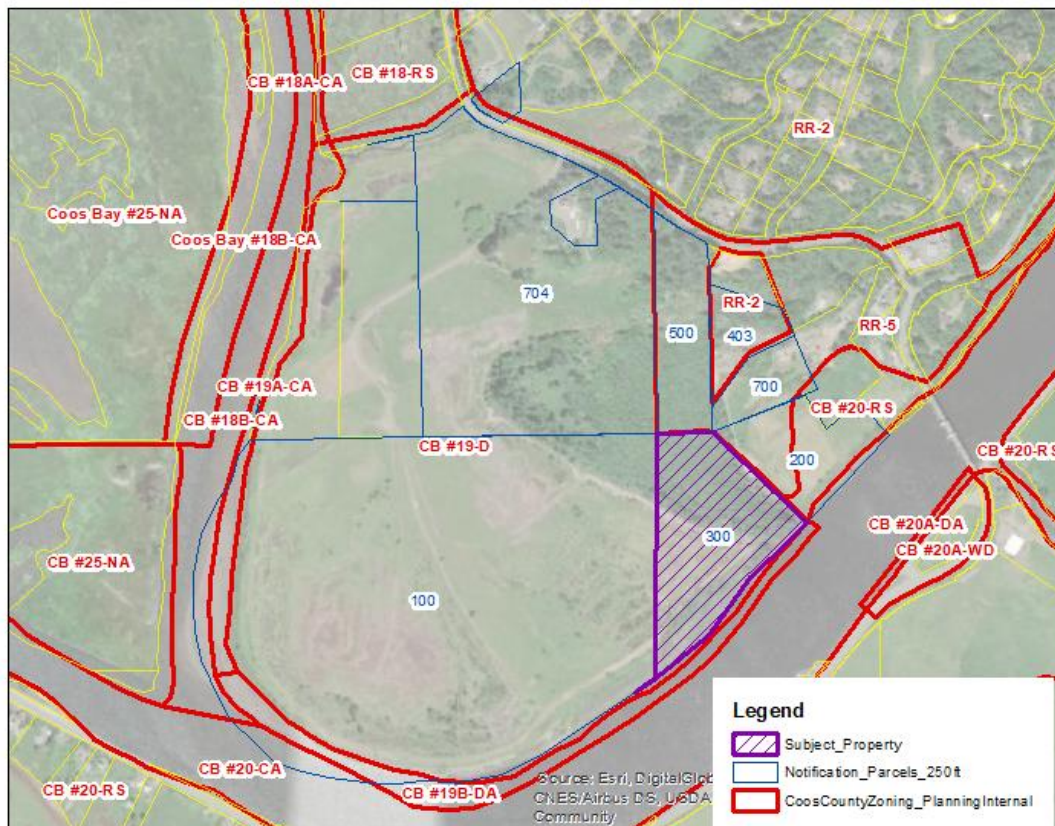 CB #18A-CA
CB #18-RS
RR-2
Coos Bay #25-NA
Coos Bay #18B-CA
704
RR-2
500
403
RR-5
CB #19A-CA
700
CB #18B-CA
CB #20-RS
CB #19-D
200
CB #20-RS
CB #20A-DA
300
CB #20A-WD
CB #25-NA
100
CB #20-CA
CB #20-RS
CB #19B-DA
Source: Esri, DigitalGlob
CNES/Airbus DS, USDA
Community
Legend
Subject_Property
Notification_Parcels_250ft
CoosCountyZoning_PlanningInternal